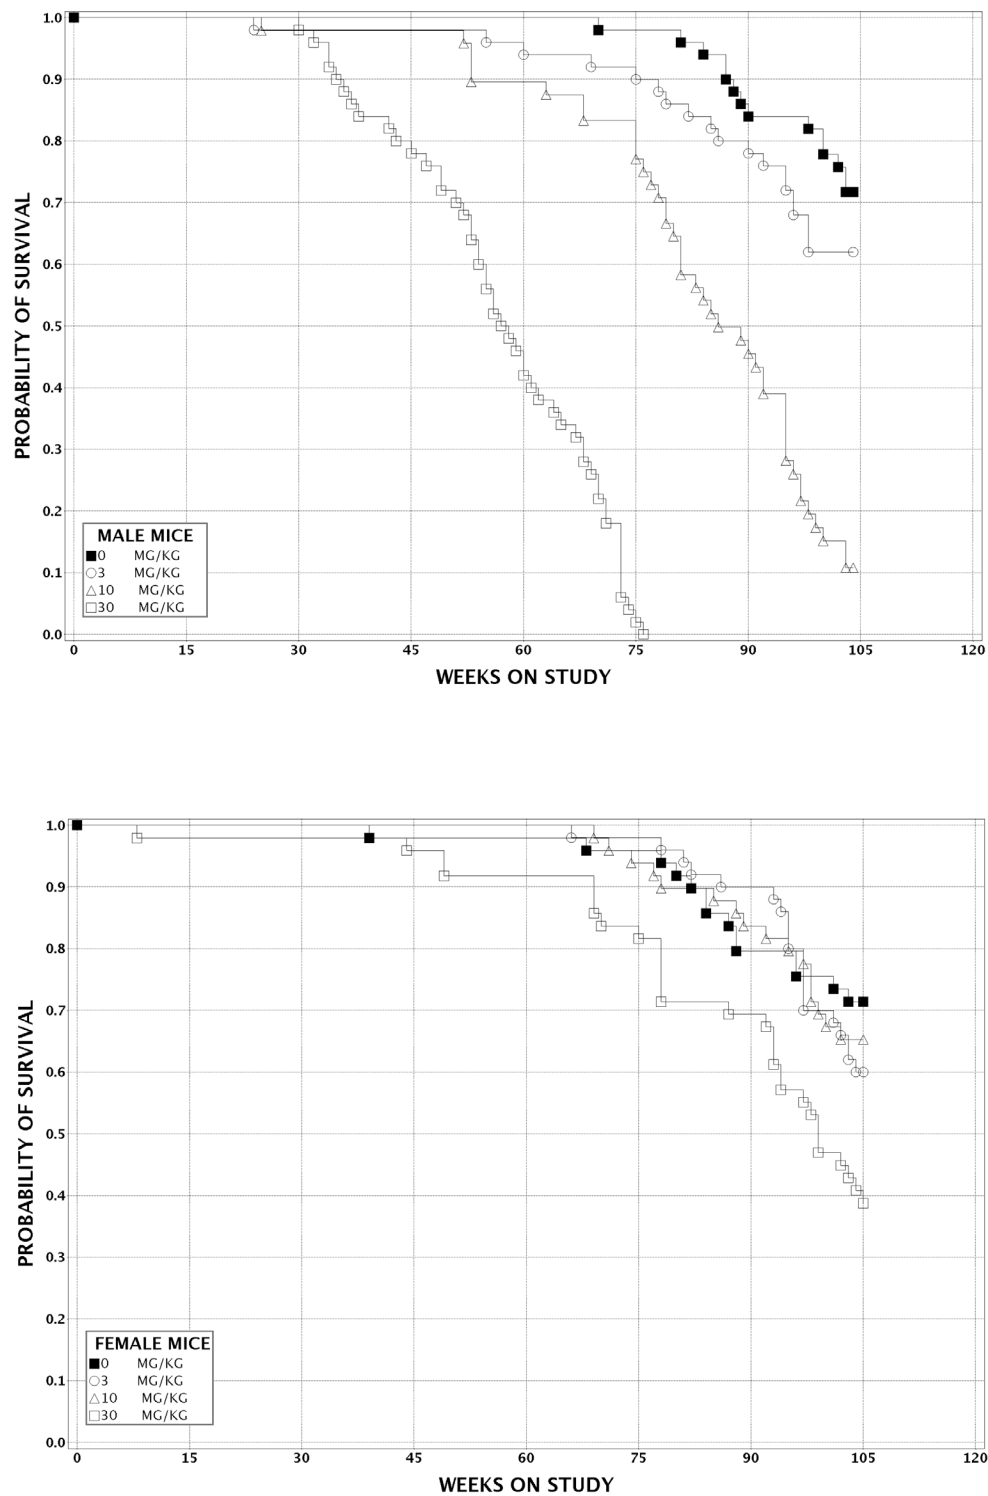 1.0
0.9
0.8
0.7
0.6
0.5
0.4
0.3
0.2
0.1
0.0
PROBABILITY OF SURVIVAL
MALE MICE
0 MG/KG
3 MG/KG
10 MG/KG
30 MG/KG
0 15 30 45 60 75 90 105 120
WEEKS ON STUDY
1.0
0.9
0.8
0.7
0.6
0.5
0.4
0.3
0.2
0.1
0.0
PROBABILITY OF SURVIVAL
FEMALE MICE
0 MG/KG
3 MG/KG
10 MG/KG
30 MG/KG
0 15 30 45 60 75 90 105 120
WEEKS ON STUDY